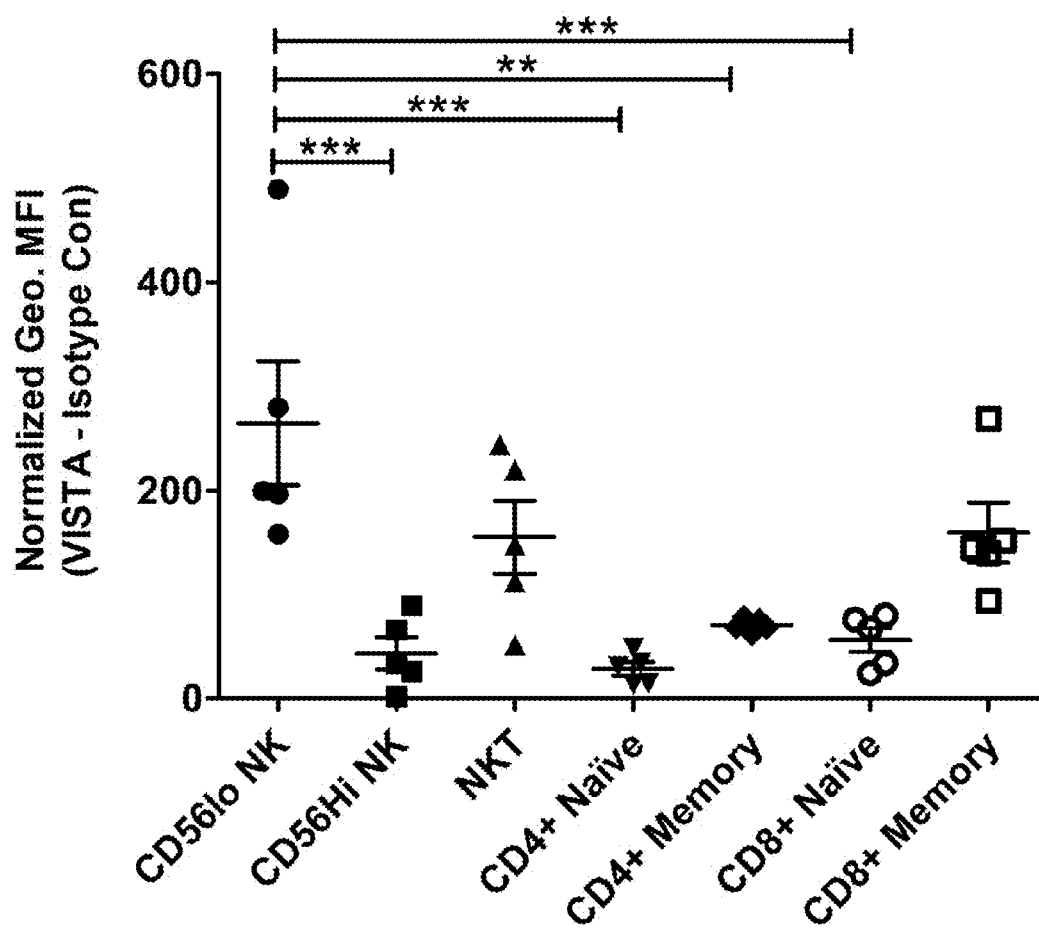 ***
**
***
***
600
400
200
0
Normalized Geo. MFI
(VISTA - Isotype Con)
CD56lo NK
CD56Hi NK
NKT
CD4+ Naïve
CD4+ Memory
CD8+ Naïve
CD8+ Memory